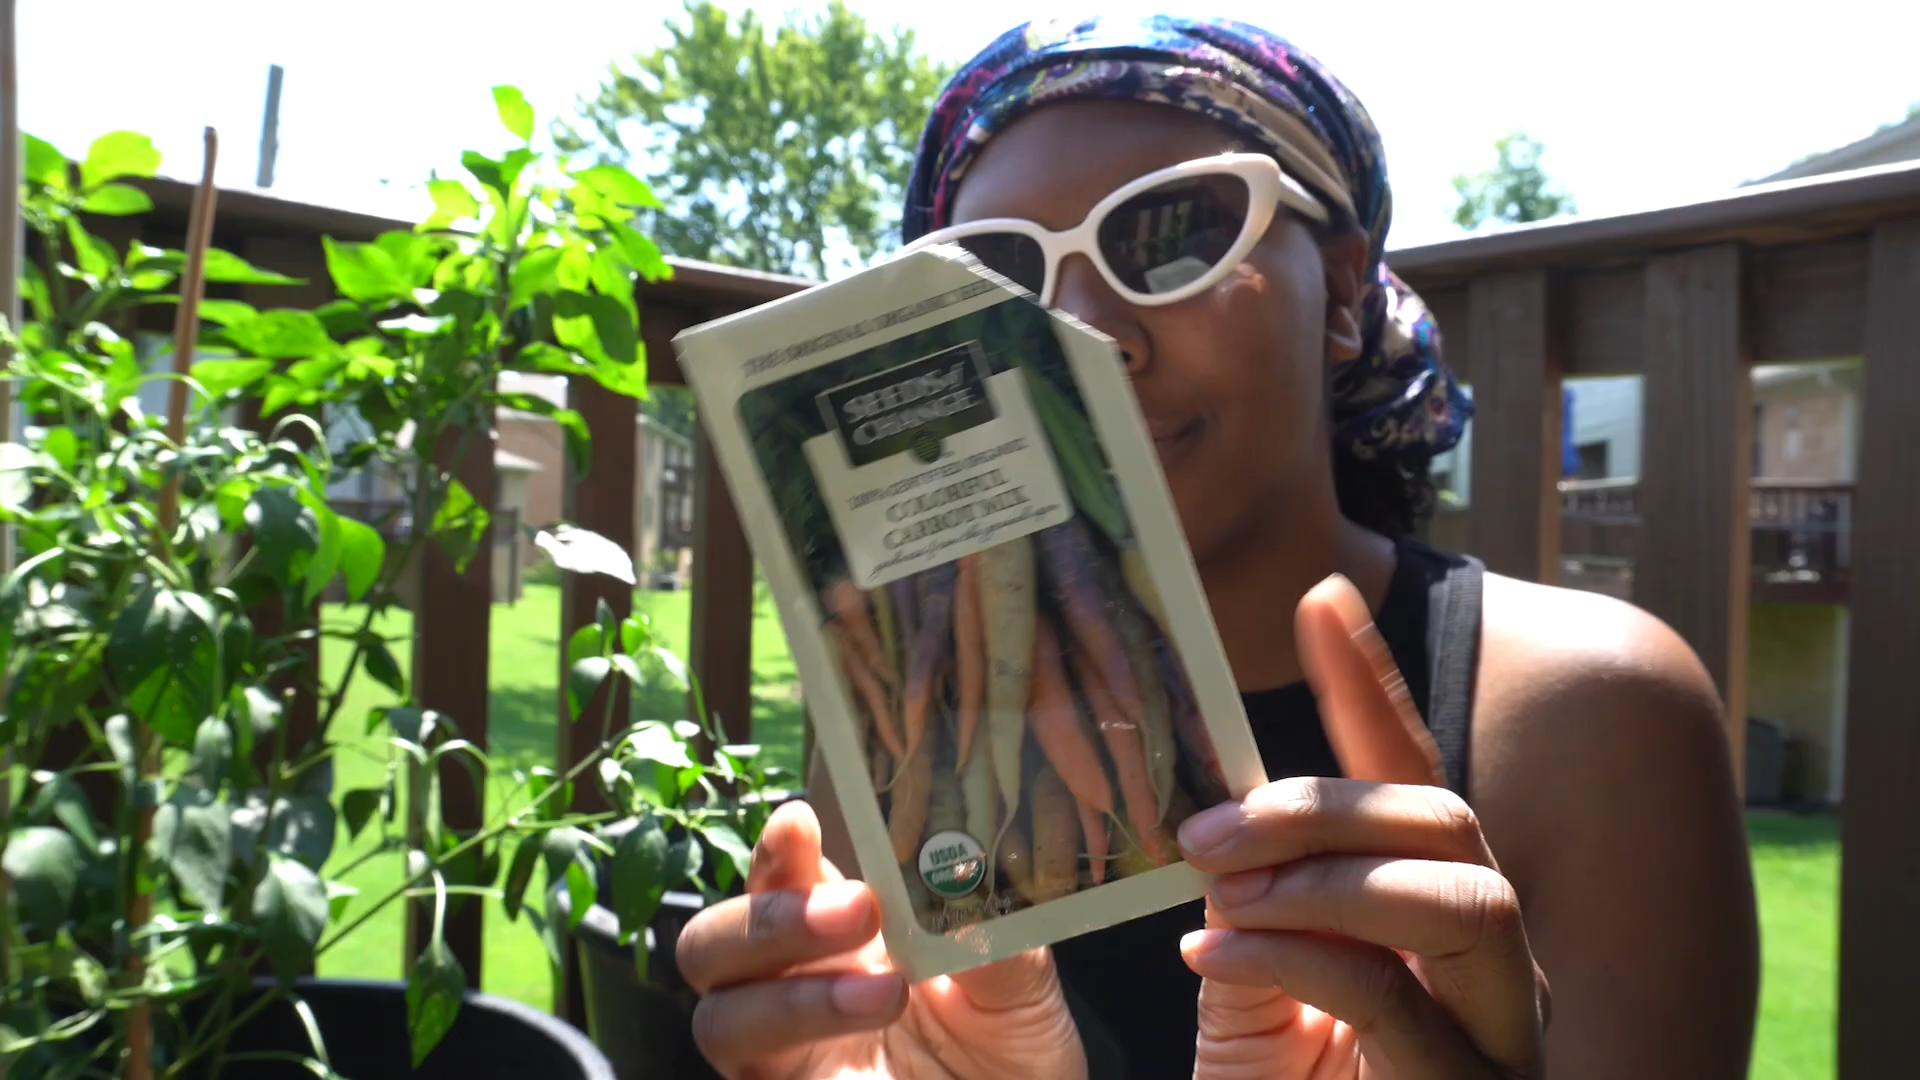 THE ORIGINAL ORGANIC SEED
SEEDS of
CHANGE
100% CERTIFIED ORGANIC
COLORFUL
CARROT MIX
USDA
ORGANIC